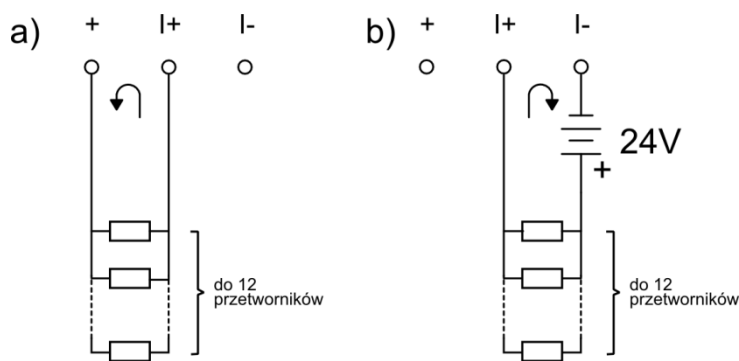 a) + I+ I-
do 12
przetworników
b) + I+ I-
24V
+
do 12
przetworników